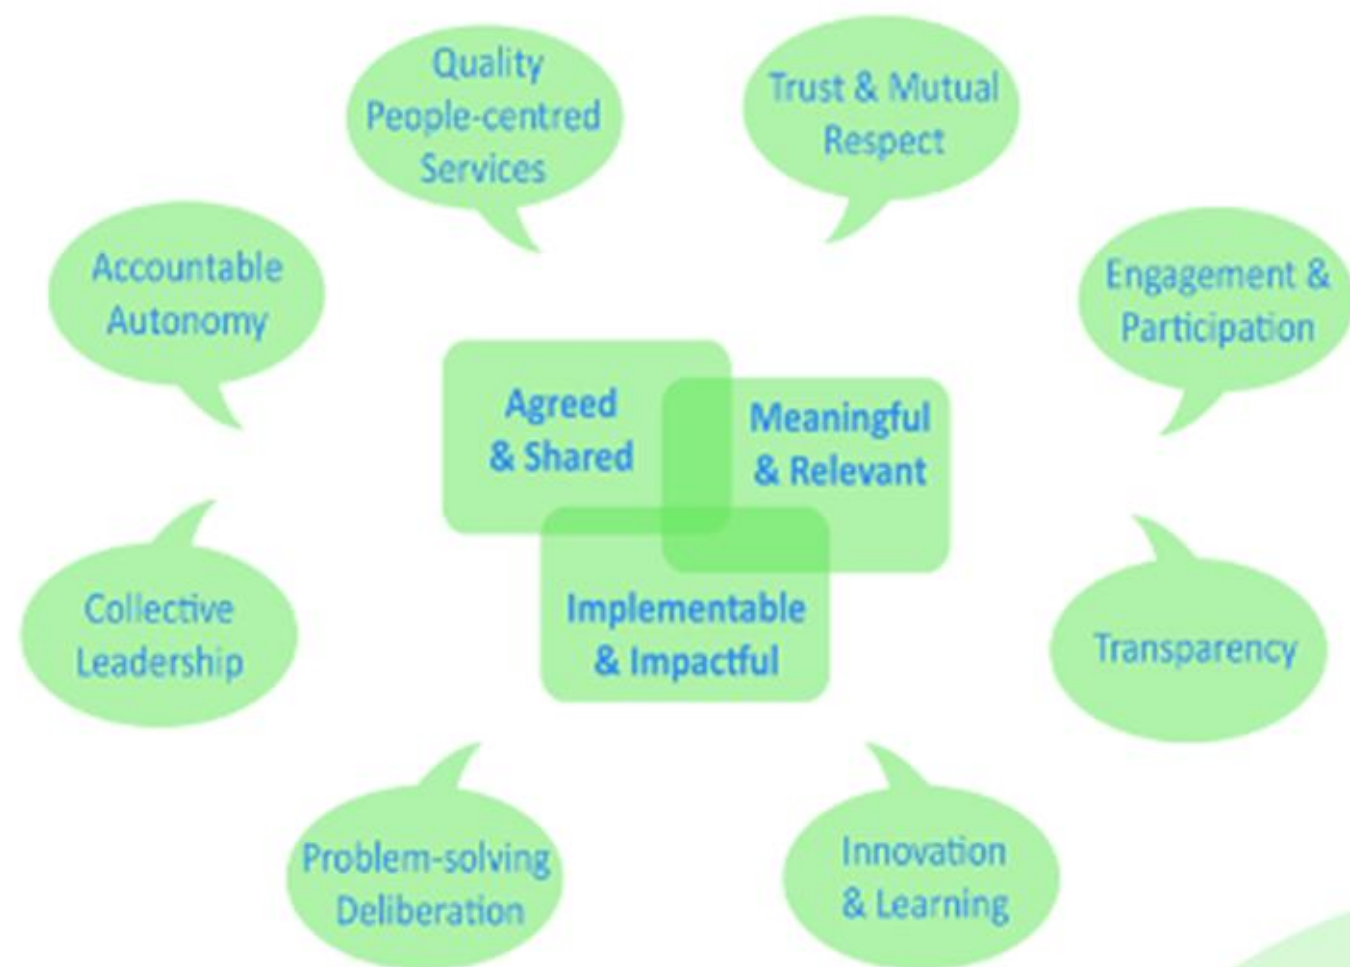 Quality
People-centred
Services
Trust & Mutual
Respect
Accountable
Autonomy
Engagement &
Participation
Agreed
& Shared
Meaningful
& Relevant
Implementable
& Impactful
Collective
Leadership
Transparency
Problem-solving
Deliberation
Innovation
& Learning